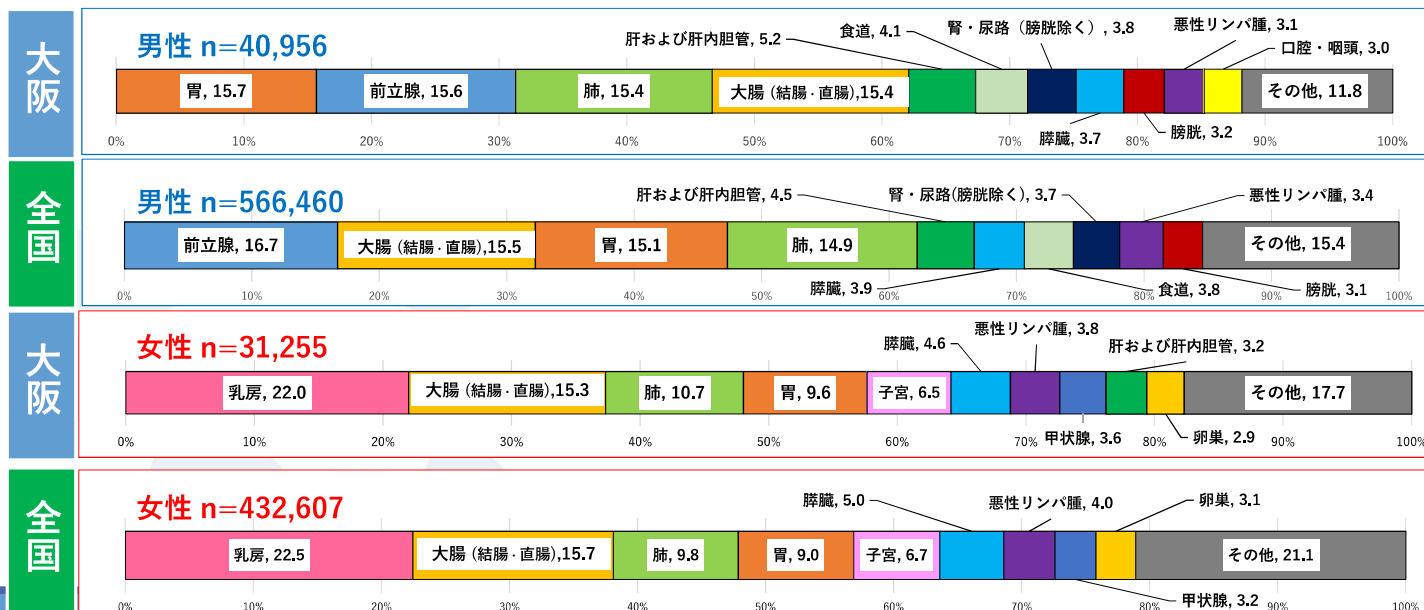 大阪
男性 n=40,956
肝および肝内胆管, 5.2
食道, 4.1
腎・尿路（膀胱除く）, 3.8
悪性リンパ腫, 3.1
口腔・咽頭, 3.0
胃, 15.7
前立腺, 15.6
肺, 15.4
大腸（結腸・直腸）,15.4
その他, 11.8
膵臓, 3.7
膀胱, 3.2
0% 10% 20% 30% 40% 50% 60% 70% 80% 90% 100%
全国
男性 n=566,460
肝および肝内胆管, 4.5
腎・尿路(膀胱除く), 3.7
悪性リンパ腫, 3.4
前立腺, 16.7
大腸（結腸・直腸）,15.5
胃, 15.1
肺, 14.9
その他, 15.4
膵臓, 3.9
食道, 3.8
膀胱, 3.1
0% 10% 20% 30% 40% 50% 60% 70% 80% 90% 100%
大阪
女性 n=31,255
膵臓, 4.6
悪性リンパ腫, 3.8
肝および肝内胆管, 3.2
乳房, 22.0
大腸（結腸・直腸）,15.3
肺, 10.7
胃, 9.6
子宮, 6.5
その他, 17.7
甲状腺, 3.6
卵巣, 2.9
0% 10% 20% 30% 40% 50% 60% 70% 80% 90% 100%
全国
女性 n=432,607
膵臓, 5.0
悪性リンパ腫, 4.0
卵巣, 3.1
乳房, 22.5
大腸（結腸・直腸）,15.7
肺, 9.8
胃, 9.0
子宮, 6.7
その他, 21.1
甲状腺, 3.2
0% 10% 20% 30% 40% 50% 60% 70% 80% 90% 100%